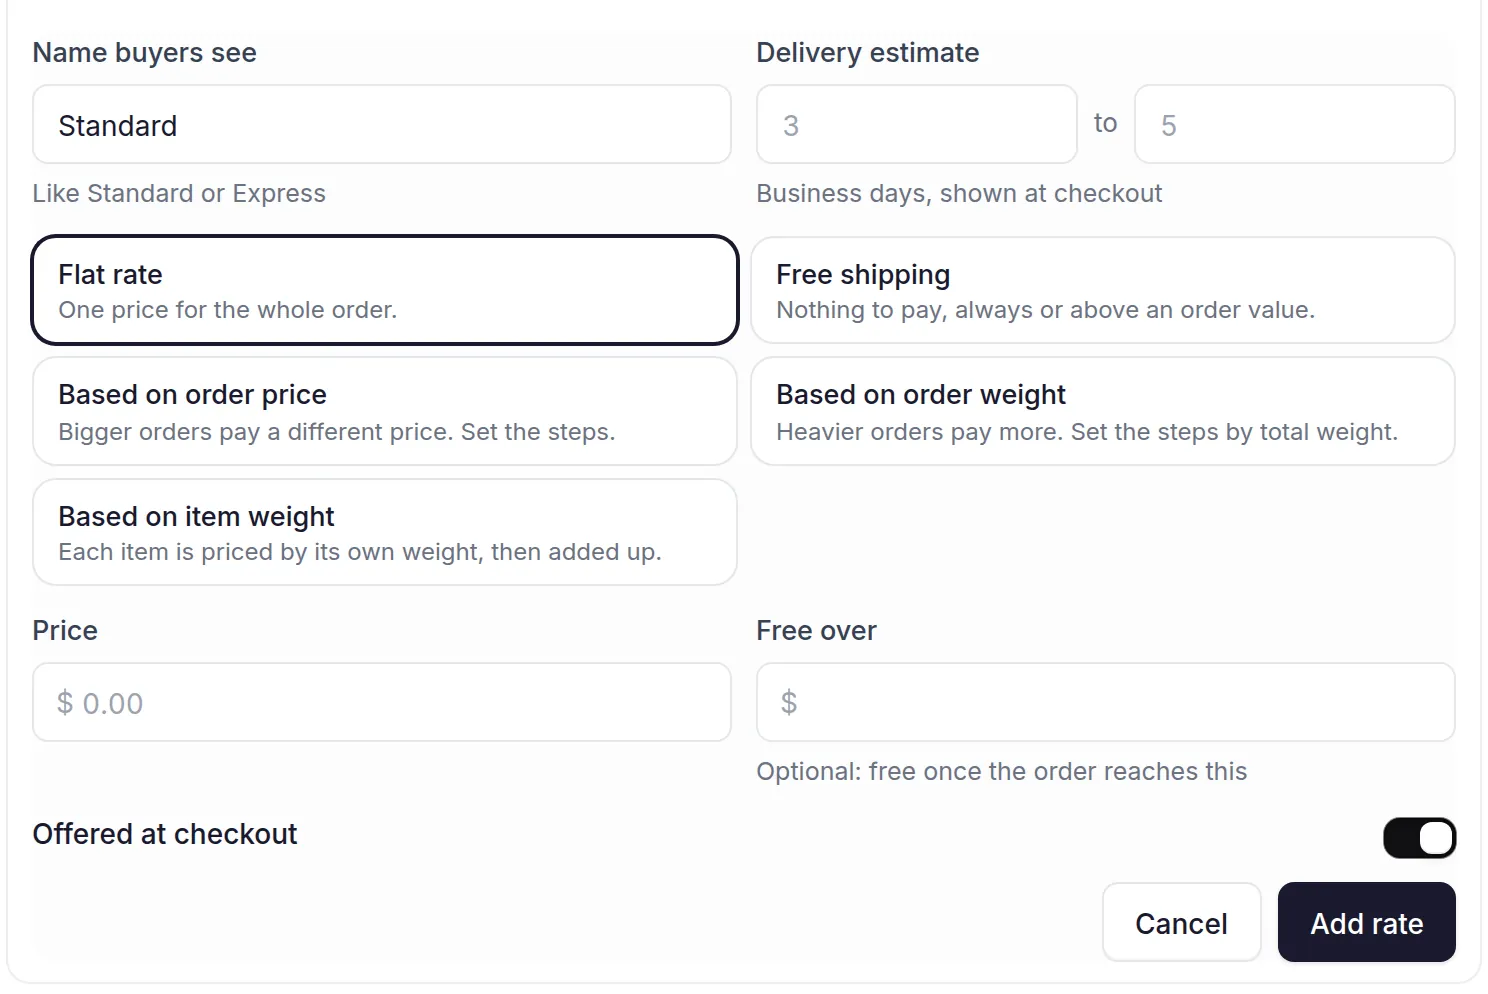 Name buyers see
Delivery estimate
Standard
3 to 5
Like Standard or Express
Business days, shown at checkout
Flat rate
One price for the whole order.
Free shipping
Nothing to pay, always or above an order value.
Based on order price
Bigger orders pay a different price. Set the steps.
Based on order weight
Heavier orders pay more. Set the steps by total weight.
Based on item weight
Each item is priced by its own weight, then added up.
Price
Free over
$ 0.00
$
Optional: free once the order reaches this
Offered at checkout
Cancel
Add rate